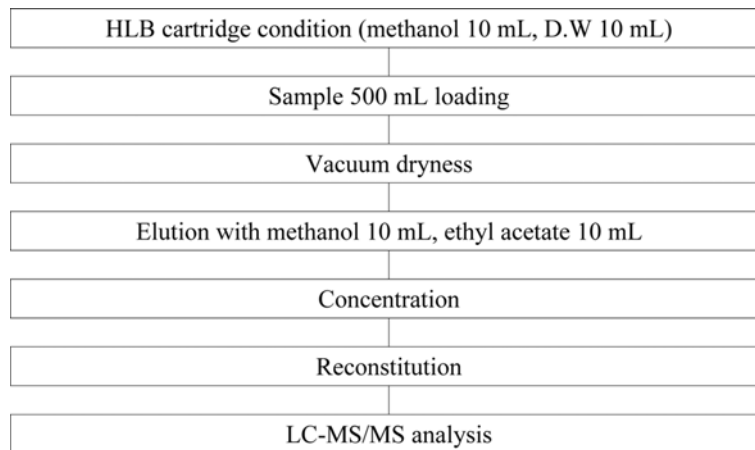 HLB cartridge condition (methanol 10 mL, D.W 10 mL)
Sample 500 mL loading
Vacuum dryness
Elution with methanol 10 mL, ethyl acetate 10 mL
Concentration
Reconstitution
LC-MS/MS analysis